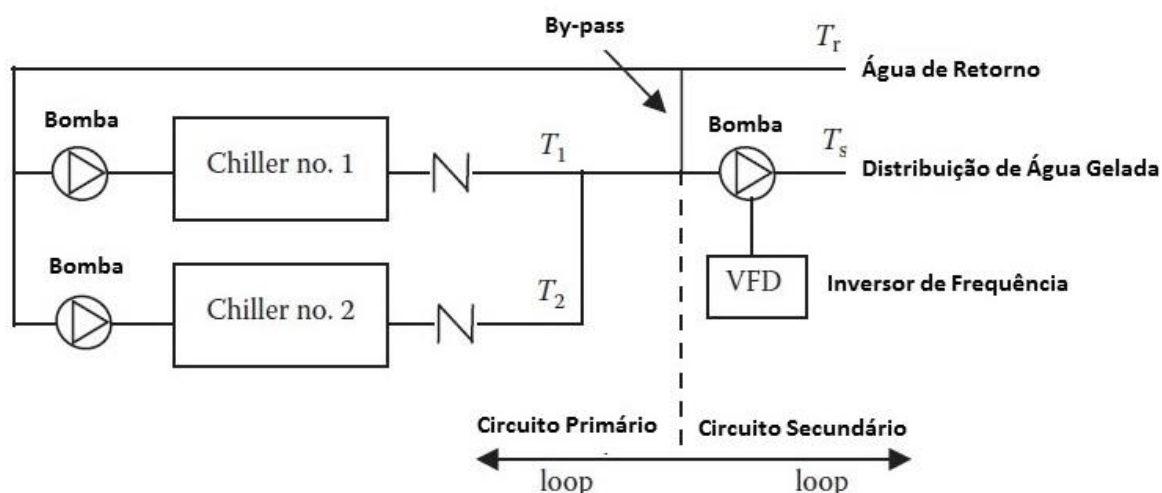 By-pass
Tr
Água de Retorno
Bomba
Chiller no. 1
T1
Bomba
Ts
Distribuição de Água Gelada
Bomba
Chiller no. 2
T2
VFD
Inversor de Frequência
Circuito Primário
Circuito Secundário
loop
loop